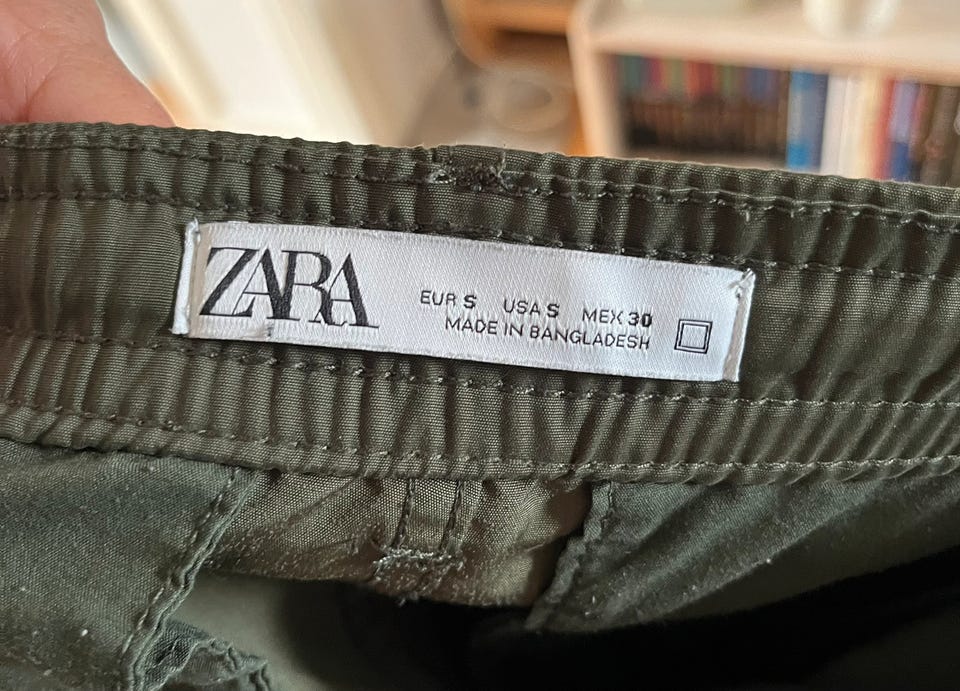 ZARA
EUR S USA S MEX 30
MADE IN BANGLADESH